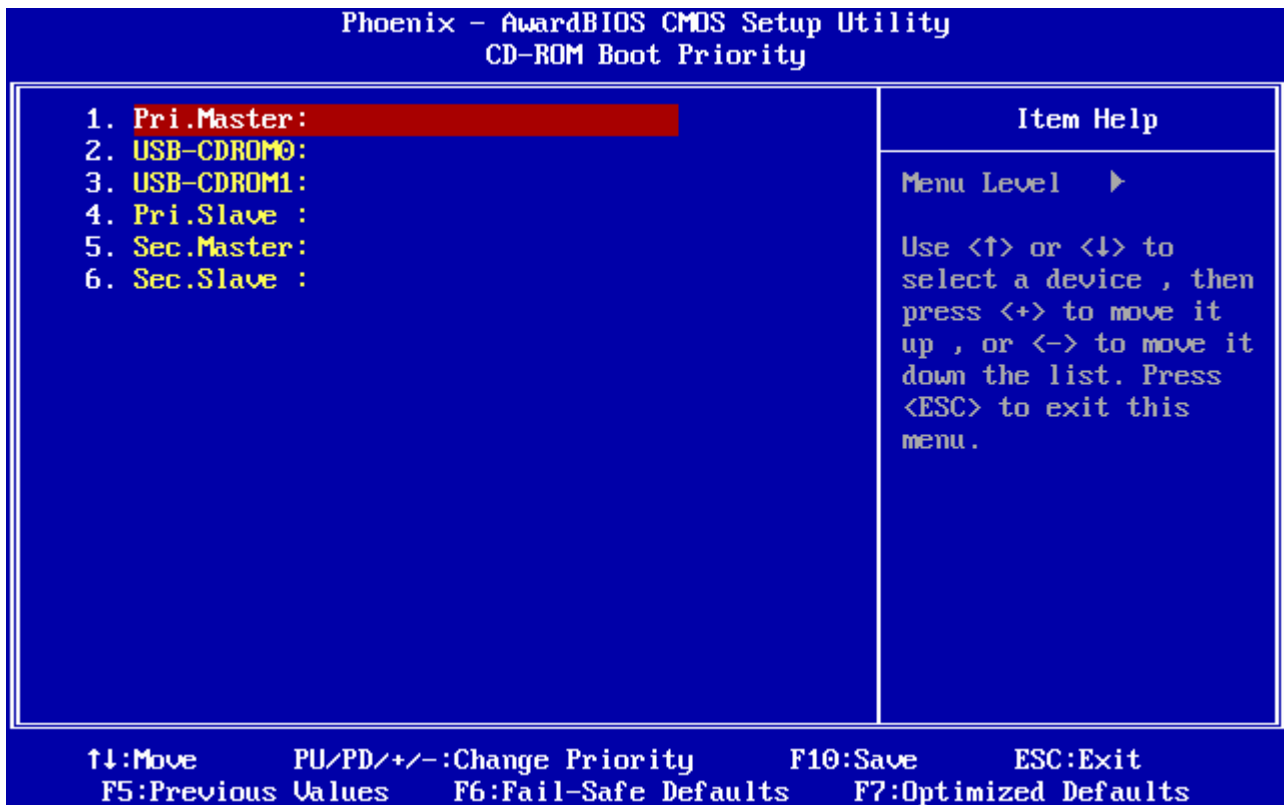 Phoenix - AwardBIOS CMOS Setup Utility
CD-ROM Boot Priority
1. Pri.Master:
2. USB-CDROM0:
3. USB-CDROM1:
4. Pri.Slave :
5. Sec.Master:
6. Sec.Slave :
Item Help
Menu Level ▶
Use <↑> or <↓> to
select a device , then
press <+> to move it
up , or <-> to move it
down the list. Press
<ESC> to exit this
menu.
↑↓:Move PU/PD/+/-:Change Priority F10:Save ESC:Exit
F5:Previous Values F6:Fail-Safe Defaults F7:Optimized Defaults